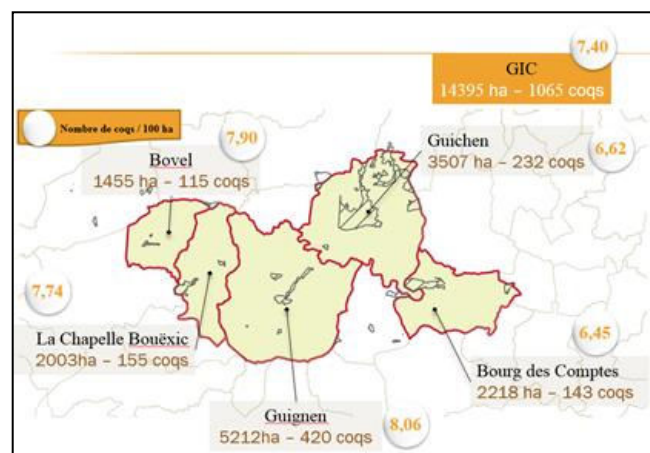 7,40
GIC
14395 ha – 1065 coqs
Nombre de coqs / 100 ha
7,90
Bovel
1455 ha – 115 coqs
Guichen
3507 ha – 232 coqs
6,62
7,74
La Chapelle Bouëxic
2003ha – 155 coqs
6,45
Bourg des Comptes
2218 ha – 143 coqs
Guignen
5212ha – 420 coqs
8,06